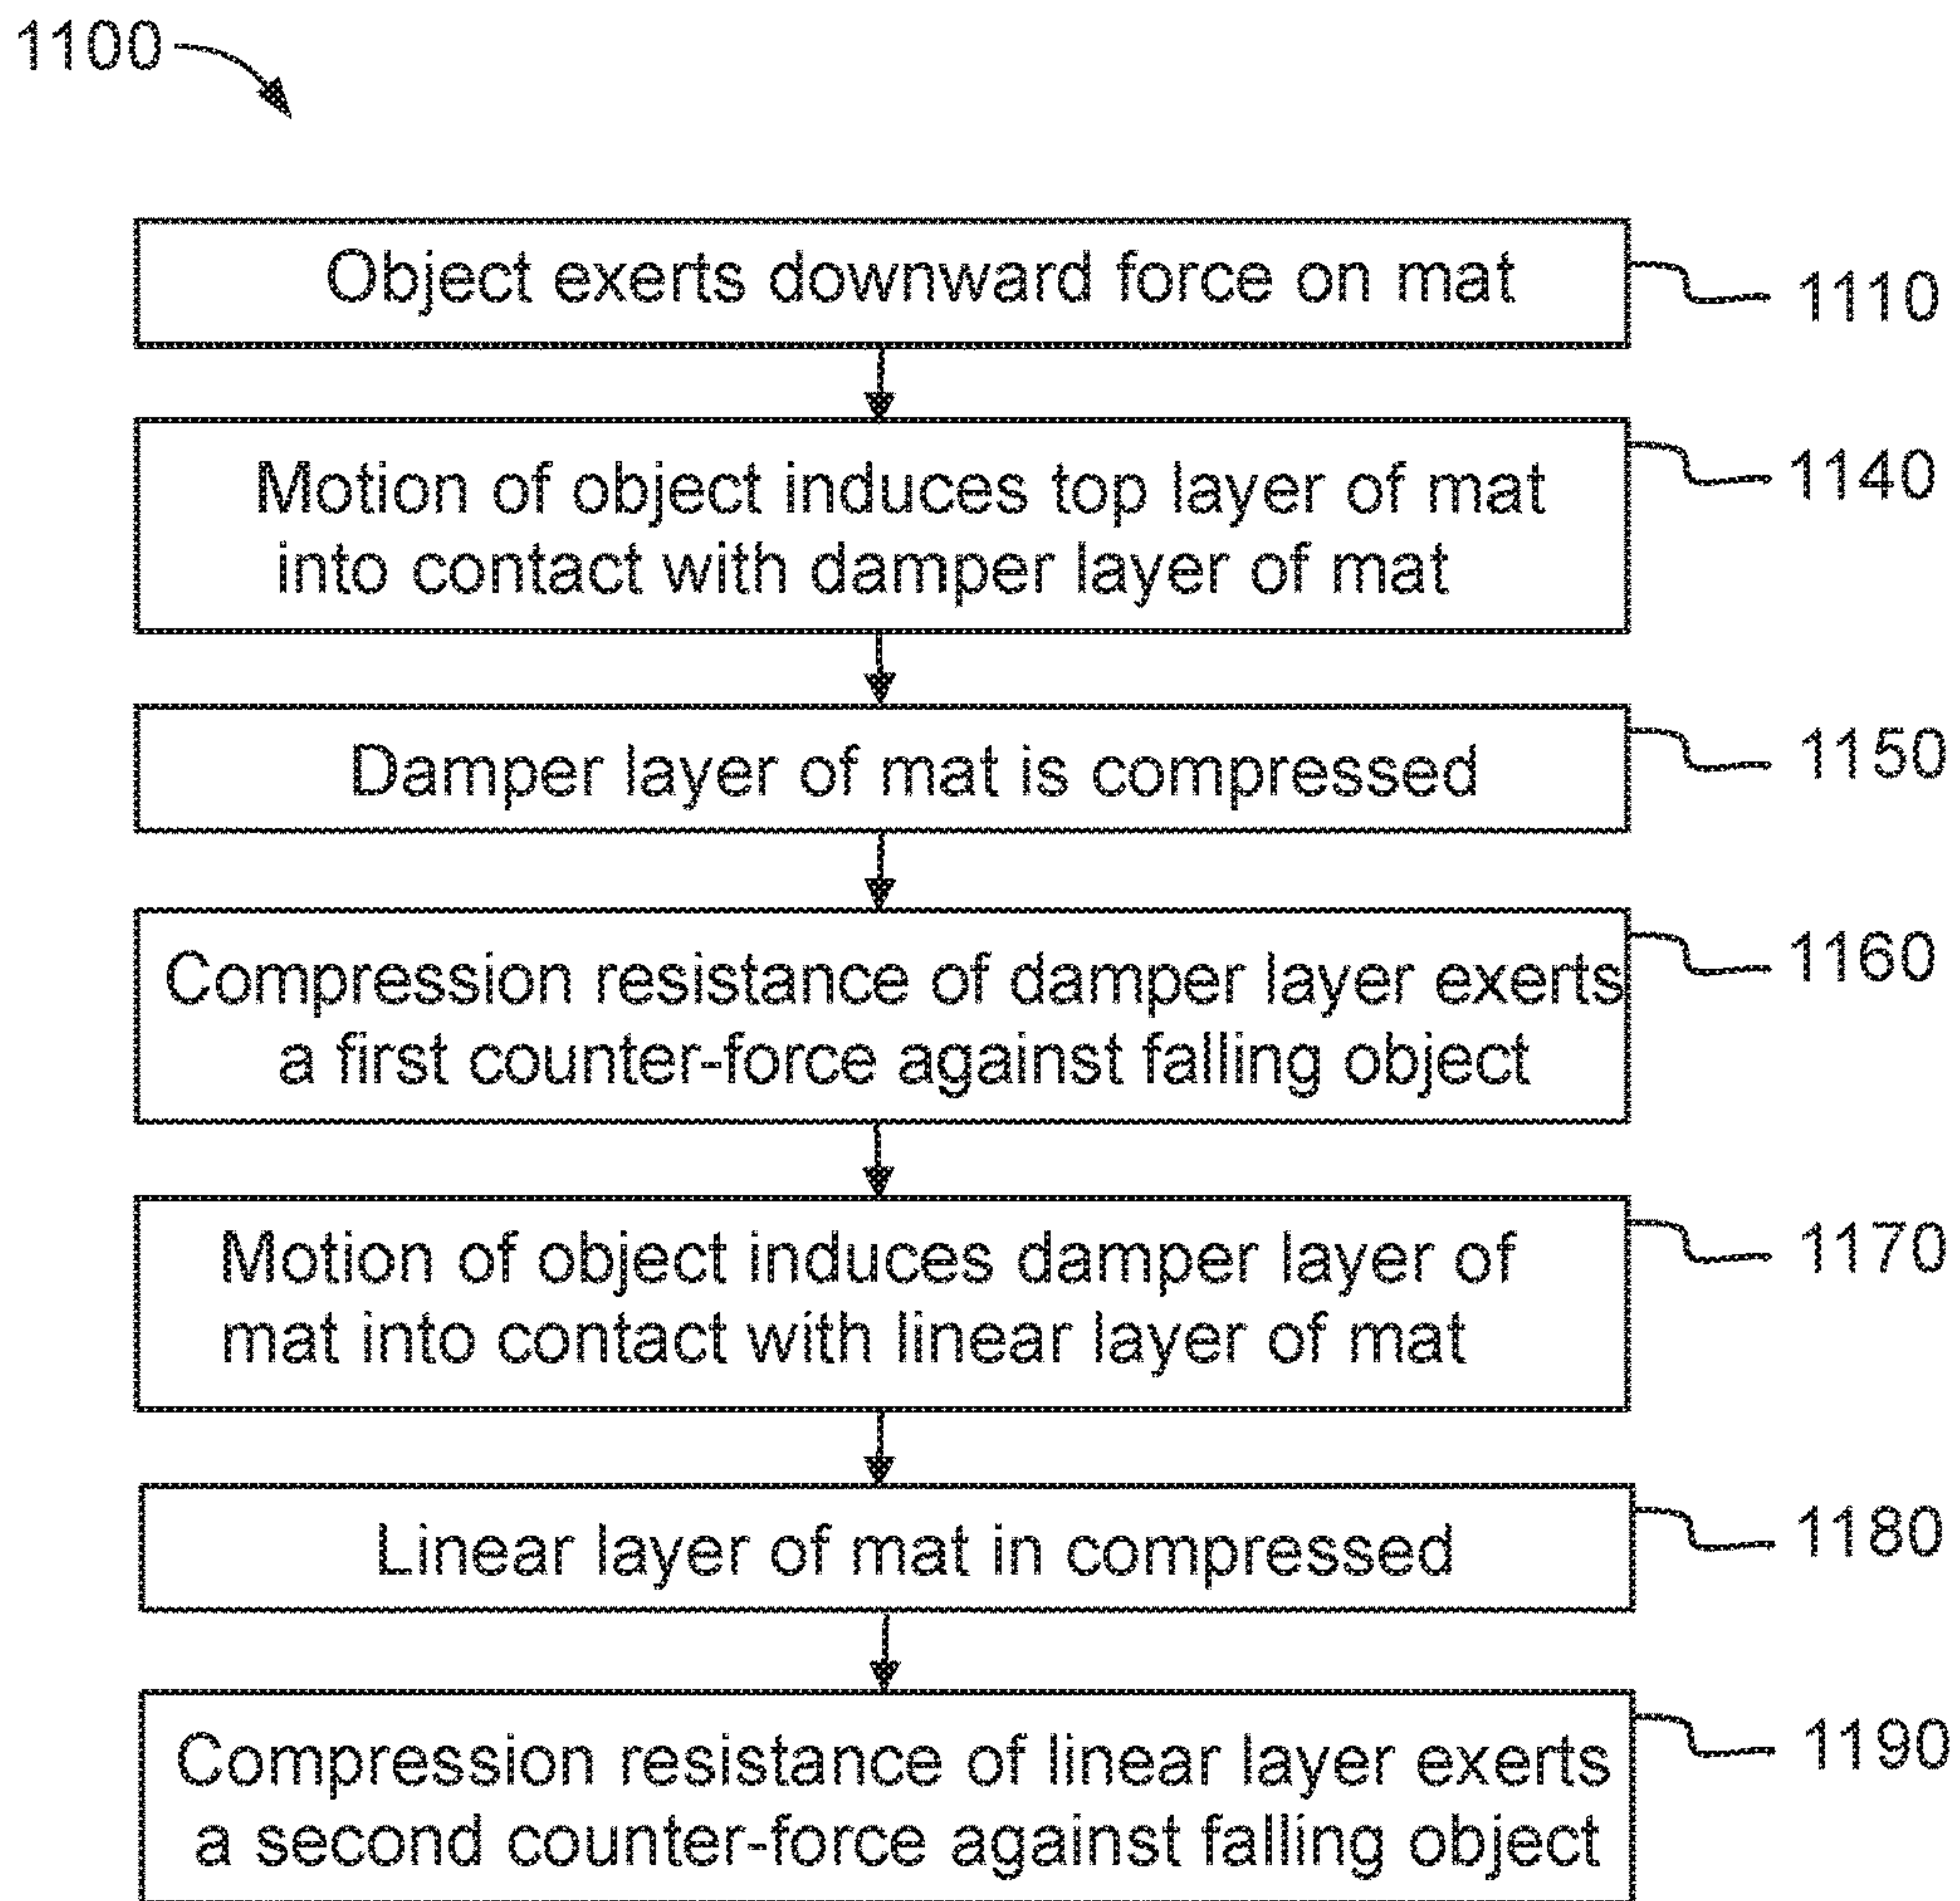 1100
Object exerts downward force on mat
1110
Motion of object induces top layer of mat
into contact with damper layer of mat
1140
Damper layer of mat is compressed
1150
Compression resistance of damper layer exerts
a first counter-force against falling object
1160
Motion of object induces damper layer of
mat into contact with linear layer of mat
1170
Linear layer of mat in compressed
1180
Compression resistance of linear layer exerts
a second counter-force against falling object
1190